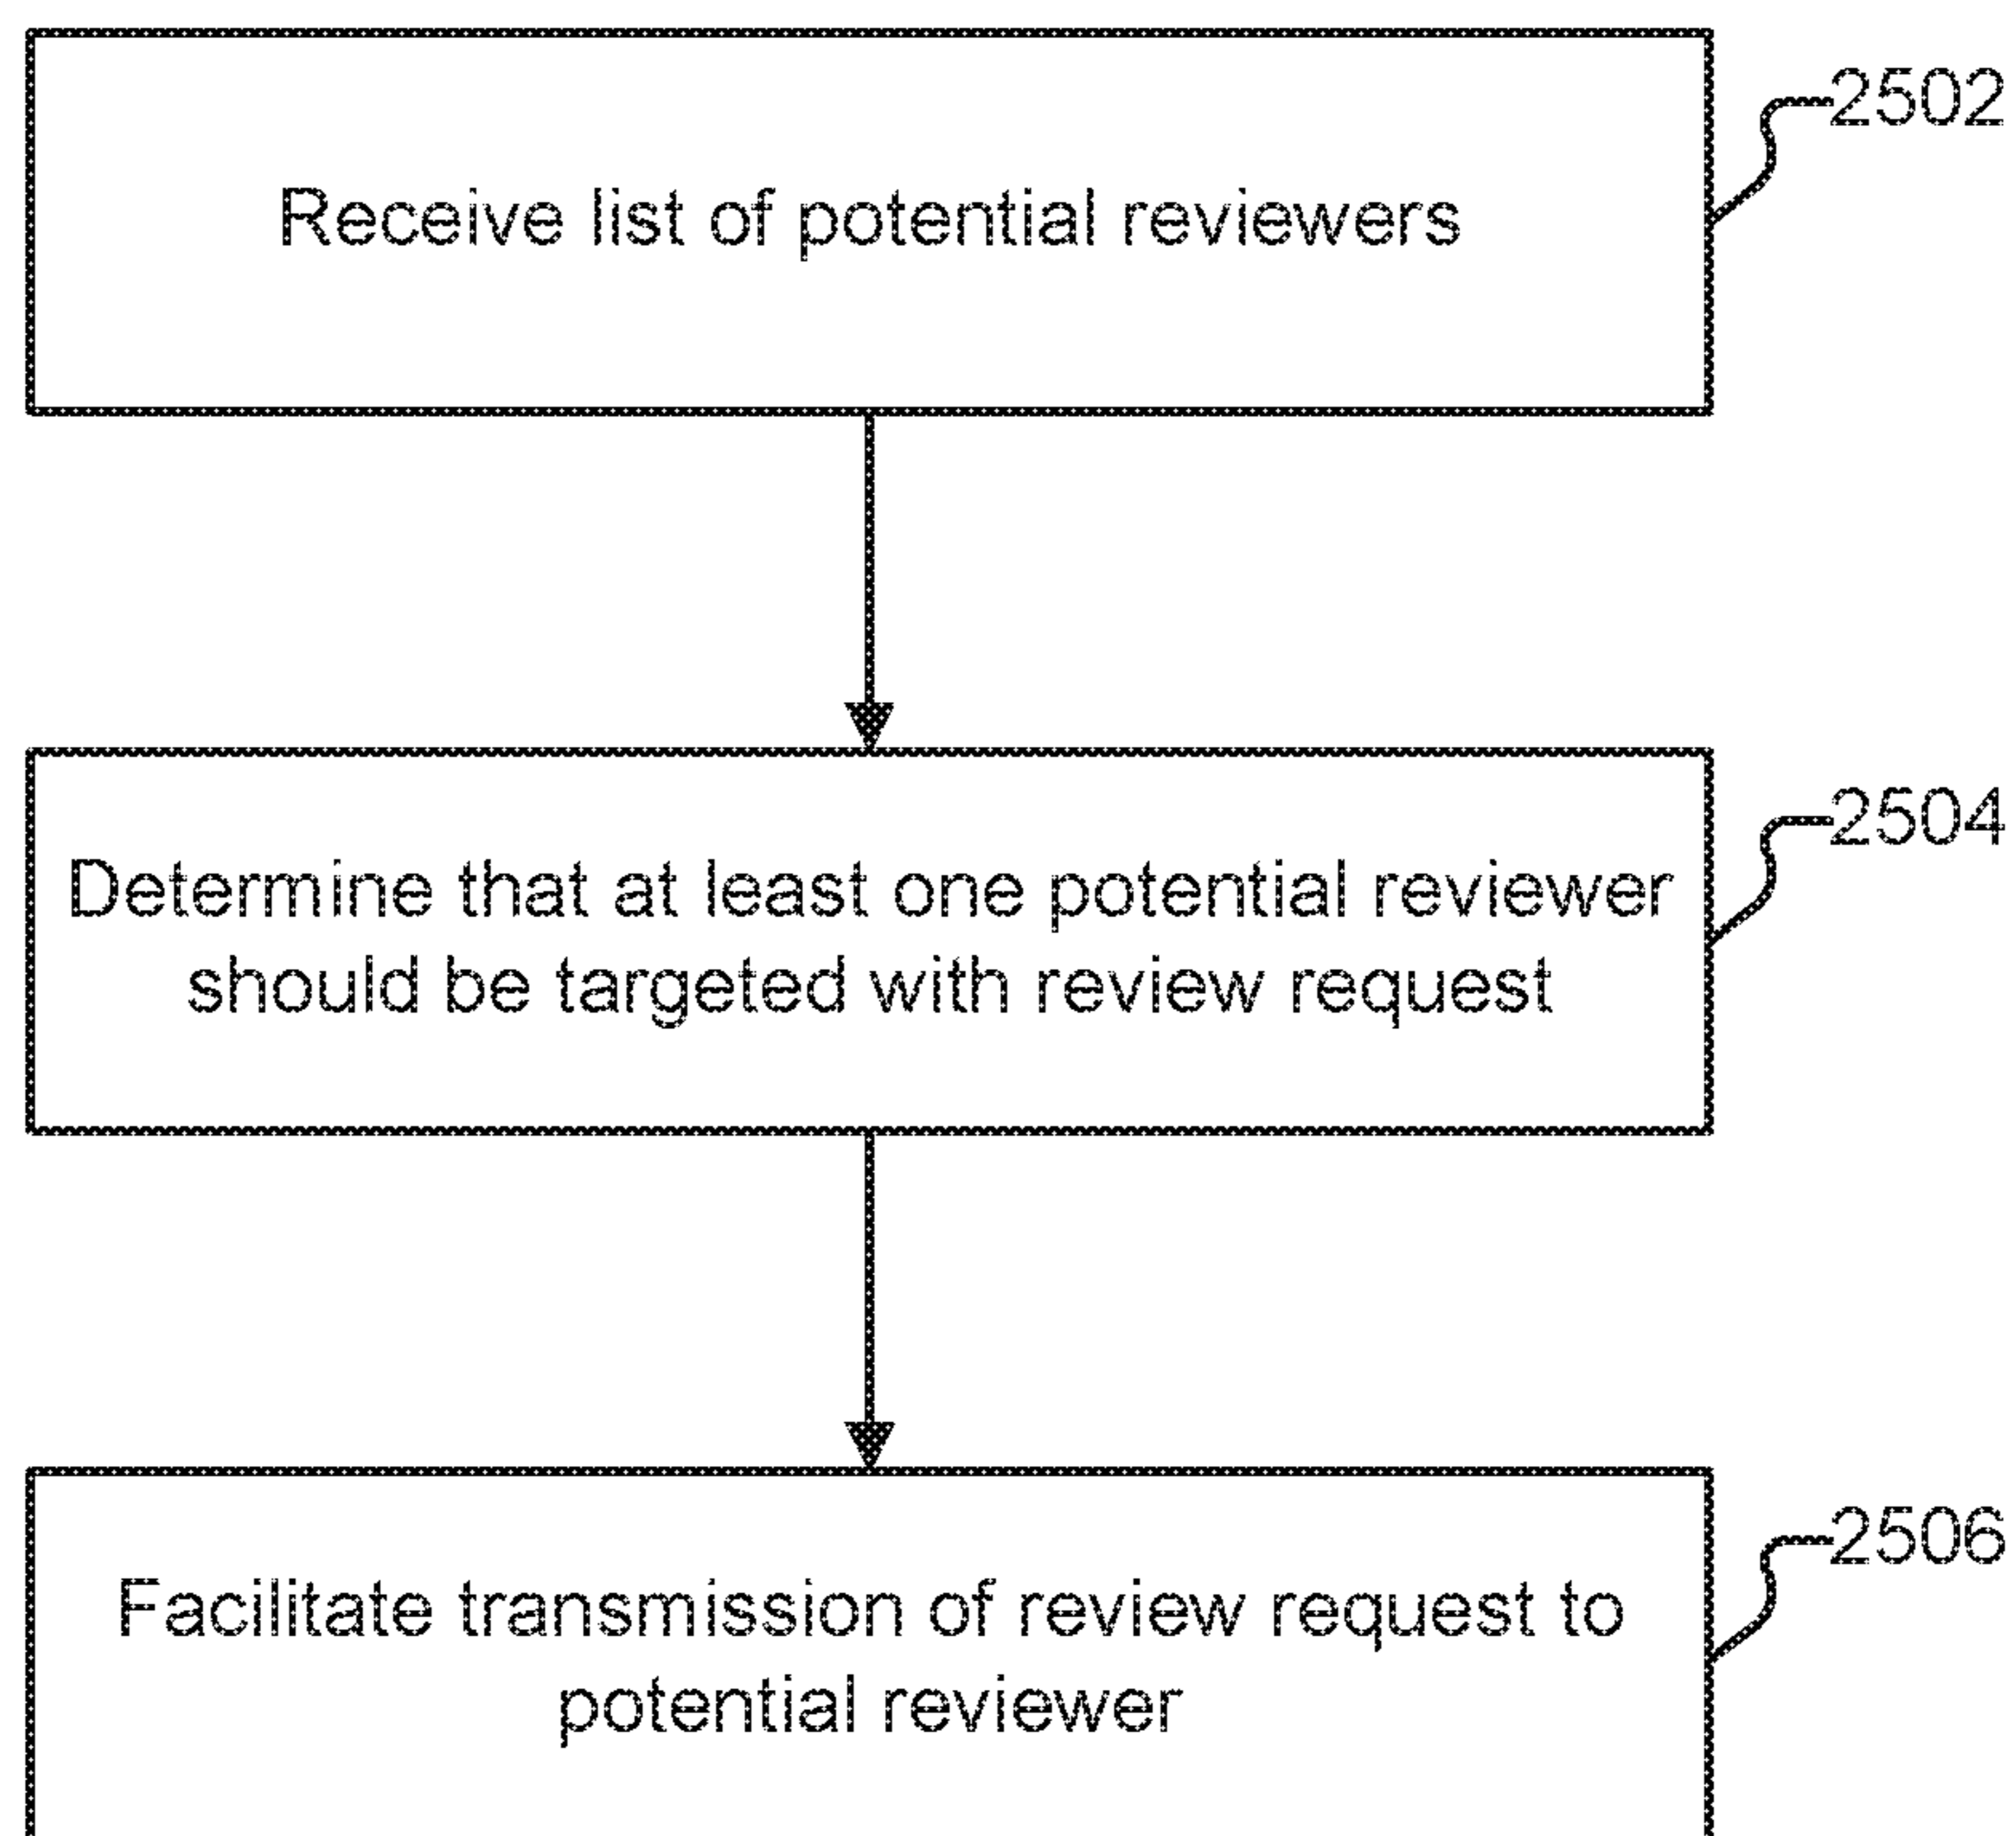 2502
Receive list of potential reviewers
2504
Determine that at least one potential reviewer
should be targeted with review request
2506
Facilitate transmission of review request to
potential reviewer